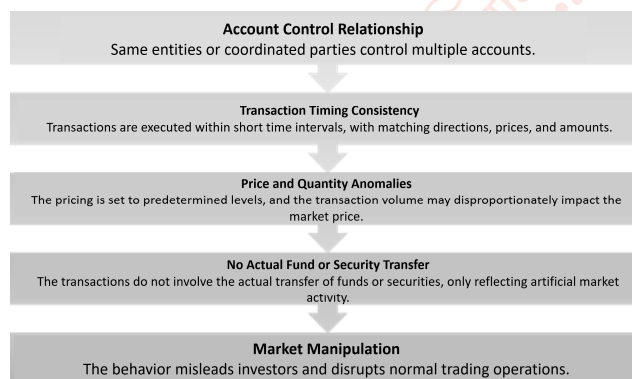 Account Control Relationship
Same entities or coordinated parties control multiple accounts.
Transaction Timing Consistency
Transactions are executed within short time intervals, with matching directions, prices, and amounts.
Price and Quantity Anomalies
The pricing is set to predetermined levels, and the transaction volume may disproportionately impact the
market price.
No Actual Fund or Security Transfer
The transactions do not involve the actual transfer of funds or securities, only reflecting artificial market
activity.
Market Manipulation
The behavior misleads investors and disrupts normal trading operations.